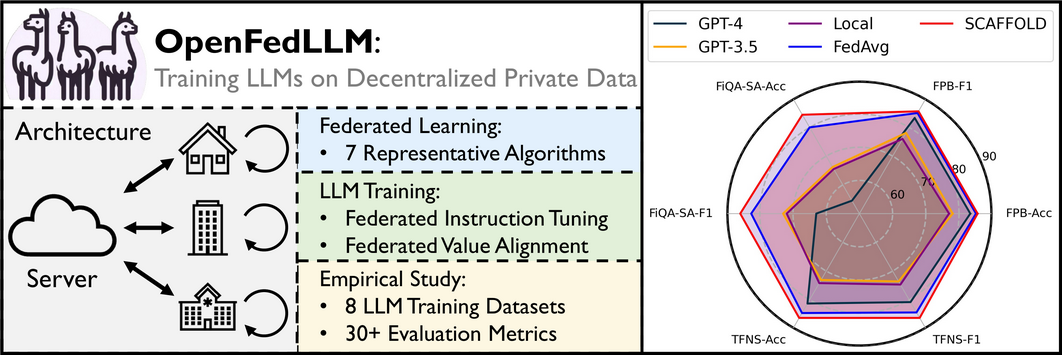 OpenFedLLM:
Training LLMs on Decentralized Private Data
Architecture
Server
Federated Learning:
• 7 Representative Algorithms
LLM Training:
• Federated Instruction Tuning
• Federated Value Alignment
Empirical Study:
• 8 LLM Training Datasets
• 30+ Evaluation Metrics
GPT-4
GPT-3.5
Local
FedAvg
SCAFFOLD
FiQA-SA-Acc
FPB-F1
90
80
70
60
FiQA-SA-F1
FPB-Acc
TFNS-Acc
TFNS-F1